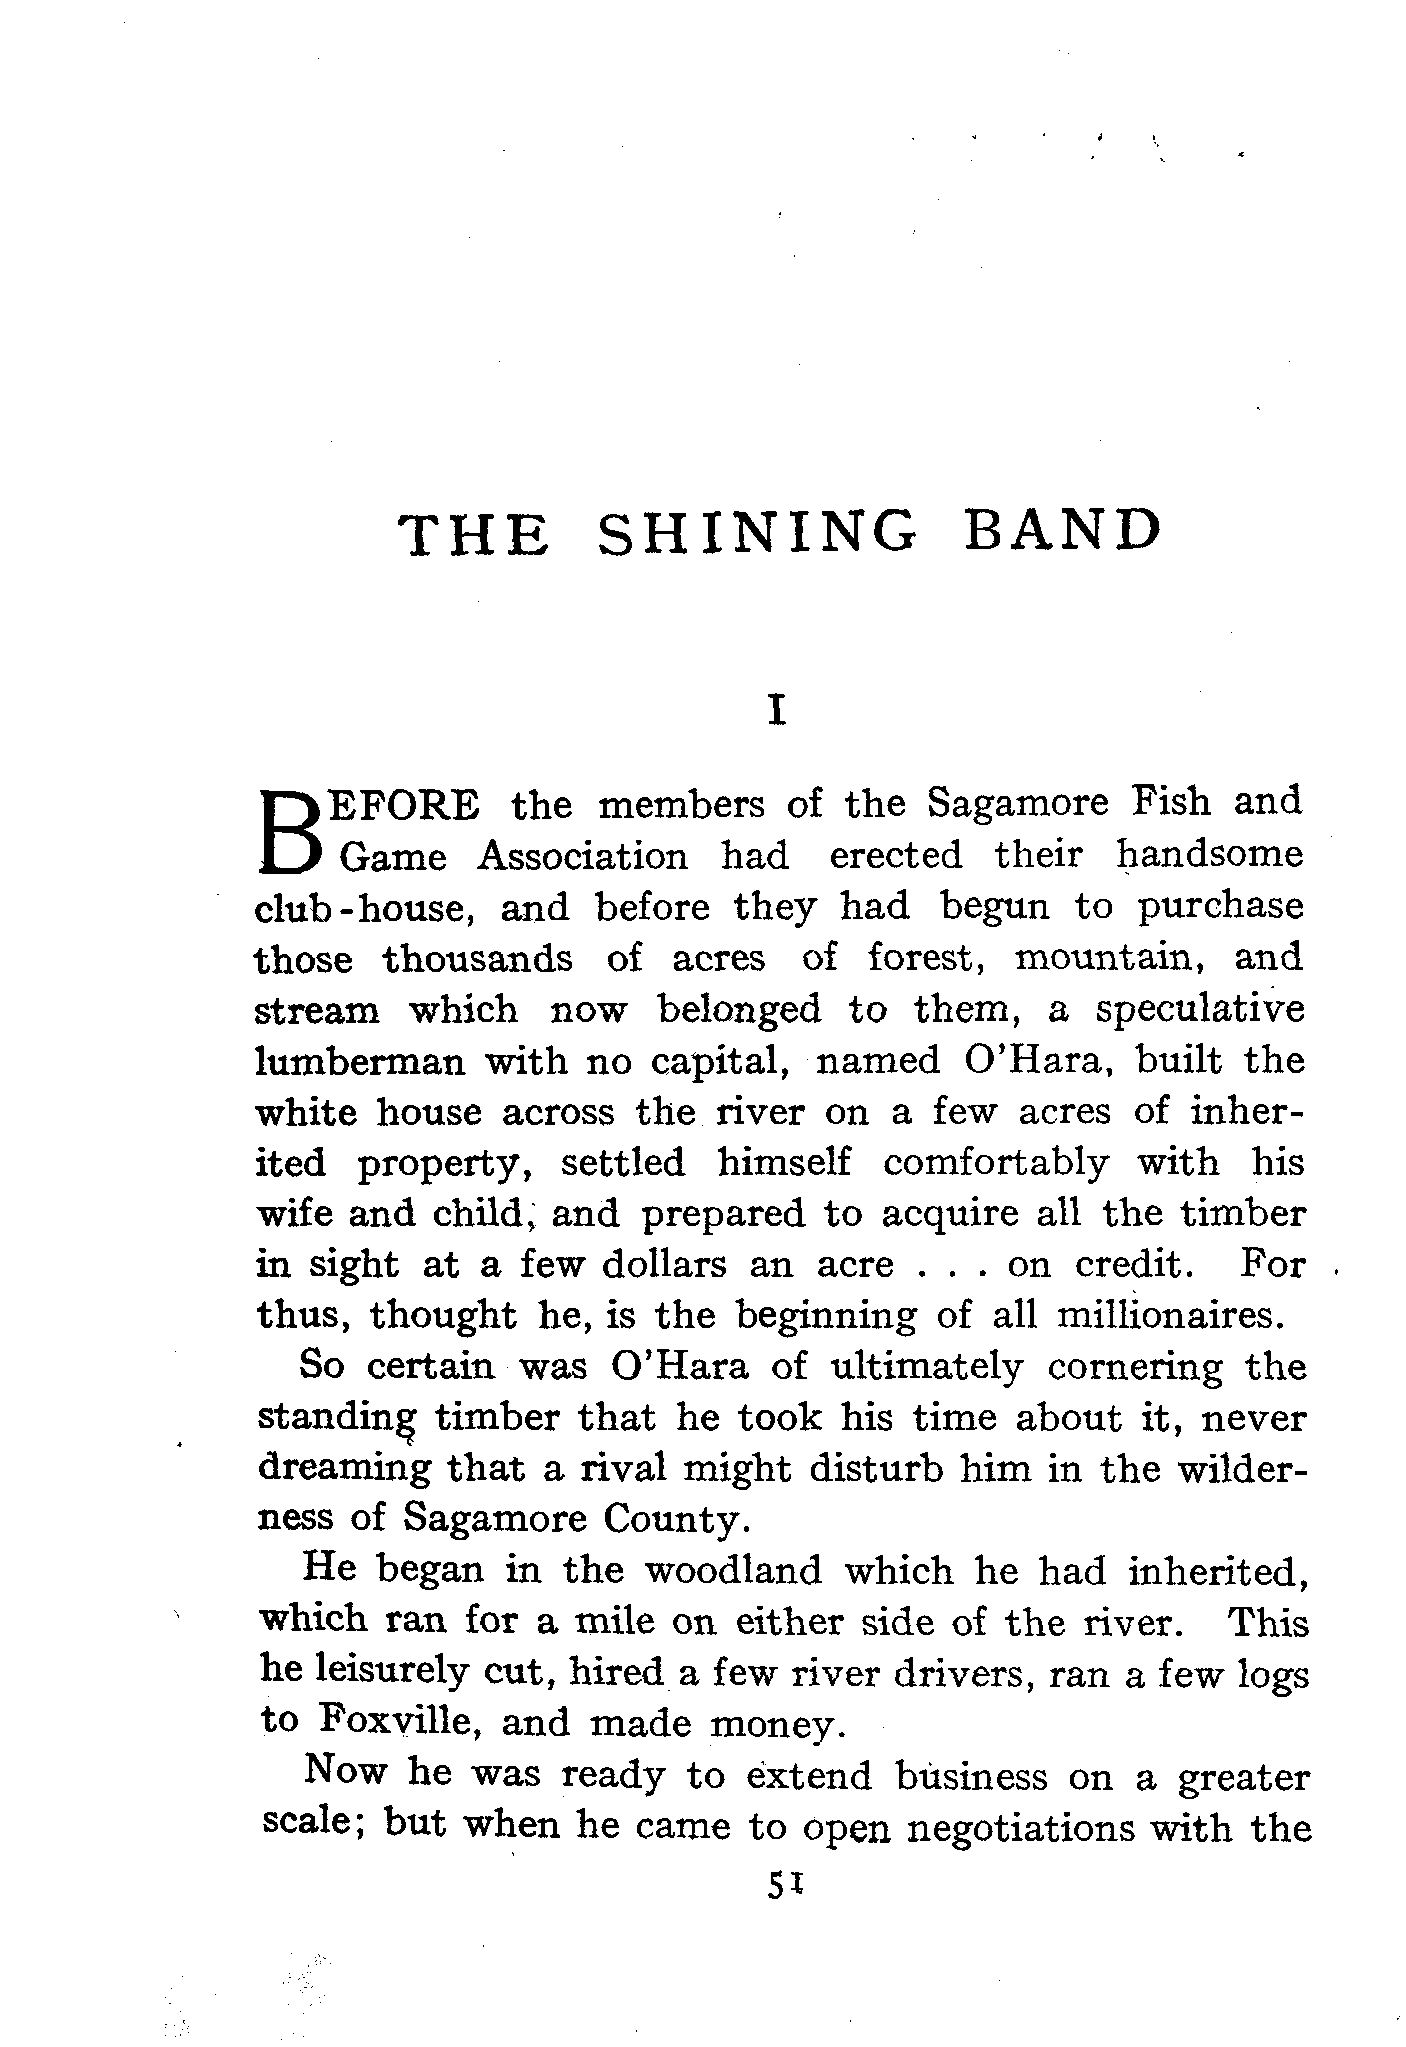 THE SHINING BAND
I
BEFORE the members of the Sagamore Fish and
Game Association had erected their handsome
club-house, and before they had begun to purchase
those thousands of acres of forest, mountain, and
stream which now belonged to them, a speculative
lumberman with no capital, named O'Hara, built the
white house across the river on a few acres of inher-
ited property, settled himself comfortably with his
wife and child, and prepared to acquire all the timber
in sight at a few dollars an acre . . . on credit. For
thus, thought he, is the beginning of all millionaires.
So certain was O'Hara of ultimately cornering the
standing timber that he took his time about it, never
dreaming that a rival might disturb him in the wilder-
ness of Sagamore County.
He began in the woodland which he had inherited,
which ran for a mile on either side of the river. This
he leisurely cut, hired a few river drivers, ran a few logs
to Foxville, and made money.
Now he was ready to extend business on a greater
scale; but when he came to open negotiations with the
51